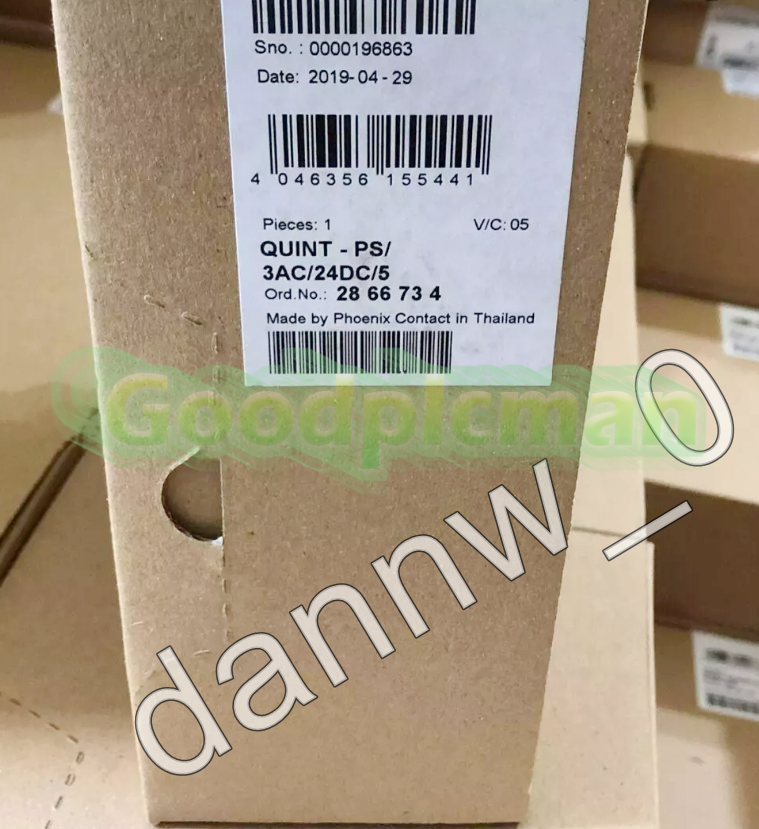 Sno. : 0000196863
Date: 2019-04-29
4 046356 155441
Pieces: 1 V/C: 05
QUINT - PS/
3AC/24DC/5
Ord.No.: 28 66 73 4
Made by Phoenix Contact in Thailand
Goodplcman
dannw_0